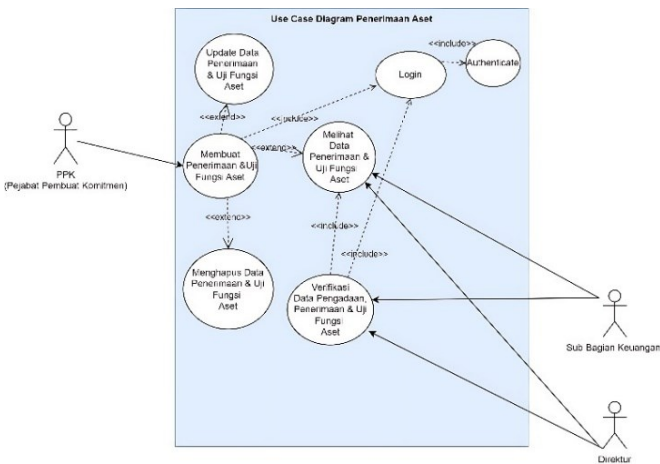 Use Case Diagram Penerimaan Aset
Update Data
Penerimaan
& Uji Fungsi
Aset
<<include>>
Login
Authenticate
<<extend>>
<<include>>
PPK
(Pejabat Pembuat Komitmen)
Membuat
Penerimaan &Uji
Fungsi Aset
<<extend>>
Melihat
Data
Penerimaan &
Uji Fungsi
Aset
<<extend>>
<<include>>
<<include>>
Menghapus Data
Penerimaan & Uji
Fungsi
Aset
Verifikasi
Data Pengadaan,
Penerimaan & Uji
Fungsi
Aset
Sub Bagian Keuangan
Direktur